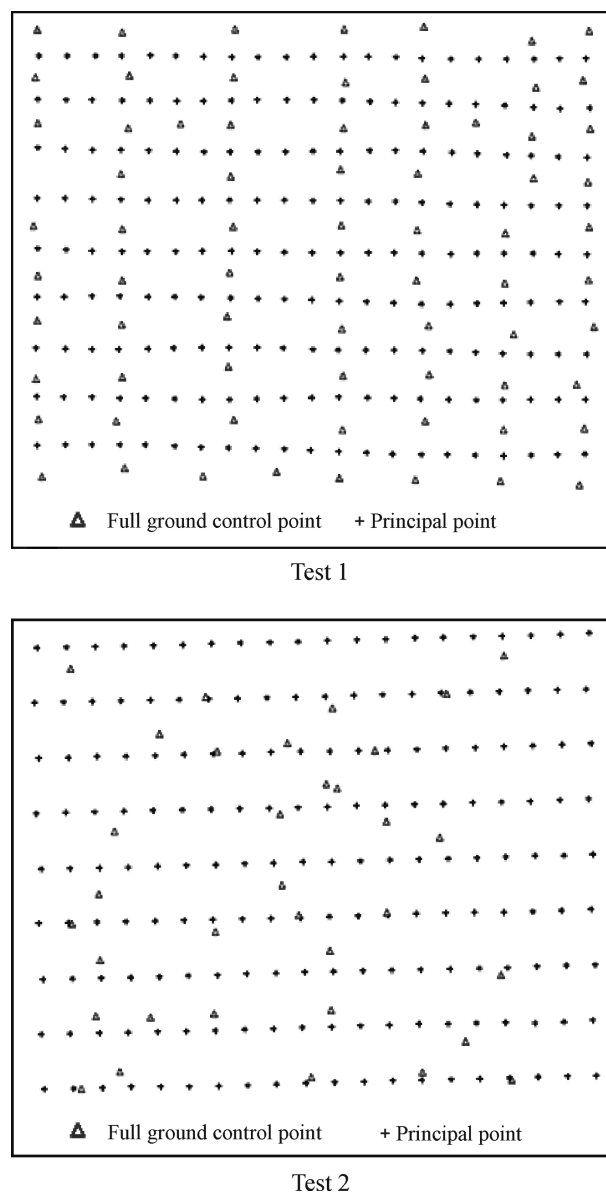 Full ground control point + Principal point
Test 1
Full ground control point + Principal point
Test 2